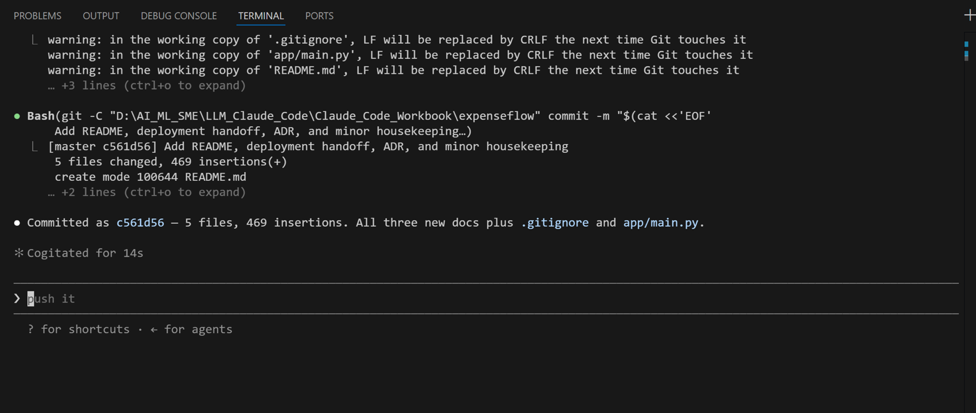 PROBLEMS OUTPUT DEBUG CONSOLE TERMINAL PORTS
⎿ warning: in the working copy of '.gitignore', LF will be replaced by CRLF the next time Git touches it
warning: in the working copy of 'app/main.py', LF will be replaced by CRLF the next time Git touches it
warning: in the working copy of 'README.md', LF will be replaced by CRLF the next time Git touches it
… +3 lines (ctrl+o to expand)
● Bash(git -C "D:\AI_ML_SME\LLM_Claude_Code\Claude_Code_Workbook\expenseflow" commit -m "$(cat <<'EOF'
Add README, deployment handoff, ADR, and minor housekeeping…)
⎿ [master c561d56] Add README, deployment handoff, ADR, and minor housekeeping
5 files changed, 469 insertions(+)
create mode 100644 README.md
… +2 lines (ctrl+o to expand)
● Committed as c561d56 — 5 files, 469 insertions. All three new docs plus .gitignore and app/main.py.
✻ Cogitated for 14s
❯ push it
? for shortcuts · ← for agents